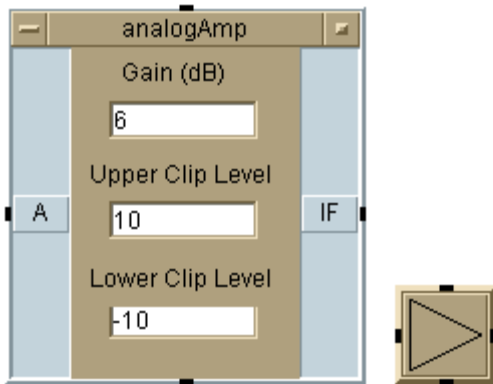 analogAmp
Gain (dB)
6
Upper Clip Level
A
10
IF
Lower Clip Level
-10